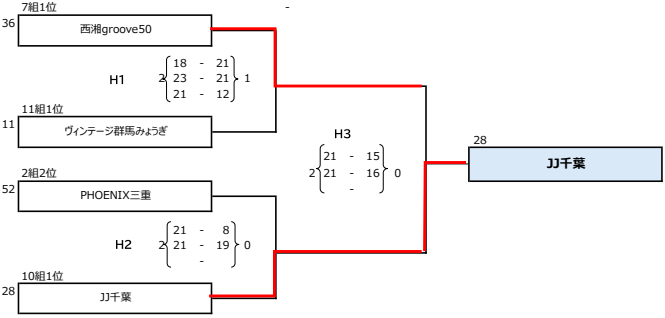 7組1位
-
36
西湘groove50
18 - 21
H1 2 23 - 21 1
21 - 12
11組1位
11
ヴィンテージ群馬みょうぎ
H3
21 - 15
2 21 - 16 0
-
28
JJ千葉
2組2位
52
PHOENIX三重
21 - 8
H2 2 21 - 19 0
-
10組1位
28
JJ千葉